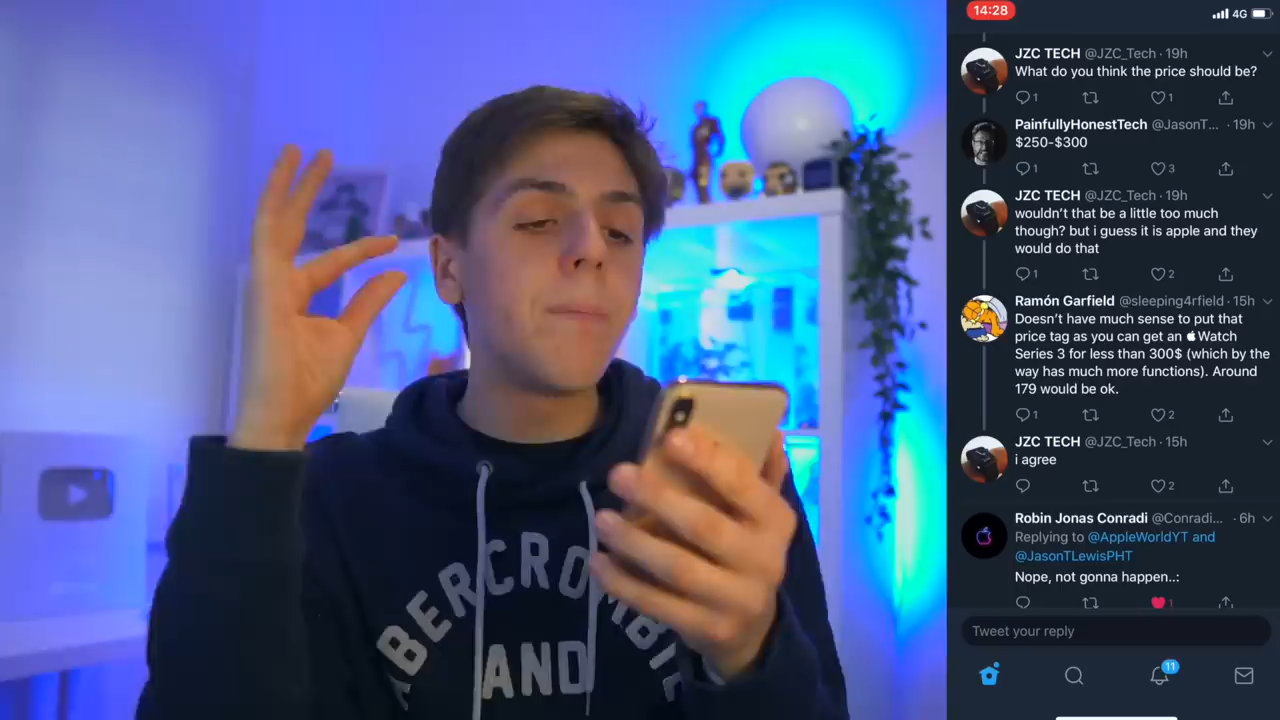 14:28
4G
JZC TECH @JZC_Tech · 19h
What do you think the price should be?
1
1
PainfullyHonestTech @JasonT... · 19h
$250-$300
1
3
JZC TECH @JZC_Tech · 19h
wouldn't that be a little too much
though? but i guess it is apple and they
would do that
1
2
Ramón Garfield @sleeping4rfield · 15h
Doesn't have much sense to put that
price tag as you can get an Watch
Series 3 for less than 300$ (which by the
way has much more functions). Around
179 would be ok.
1
2
JZC TECH @JZC_Tech · 15h
i agree
2
Robin Jonas Conradi @Conradi... · 6h
Replying to @AppleWorldYT and
@JasonTLewisPHT
Nope, not gonna happen..:
1
Tweet your reply
11
ABERCROMBIE
AND